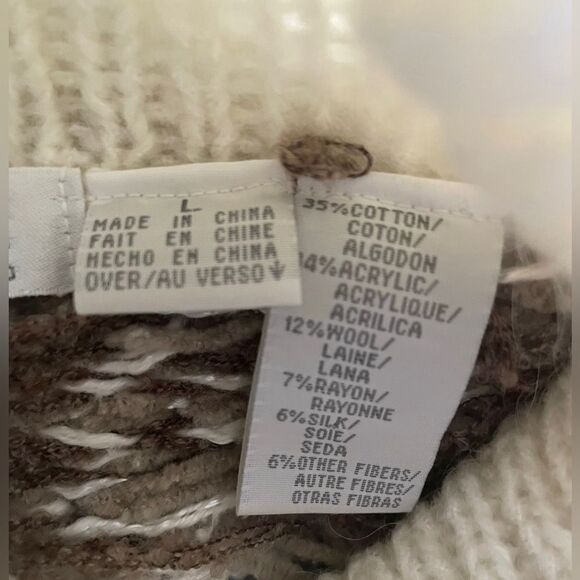 L
MADE IN CHINA
FAIT EN CHINE
HECHO EN CHINA
OVER/AU VERSO↓
35%COTTON/
COTON/
ALGODON
34%ACRYLIC/
ACRYLIQUE/
ACRILICA
12%WOOL/
LAINE/
LANA
7%RAYON/
RAYONNE
6%SILK/
SOIE/
SEDA
6%OTHER FIBERS/
AUTRE FIBRES/
OTRAS FIBRAS